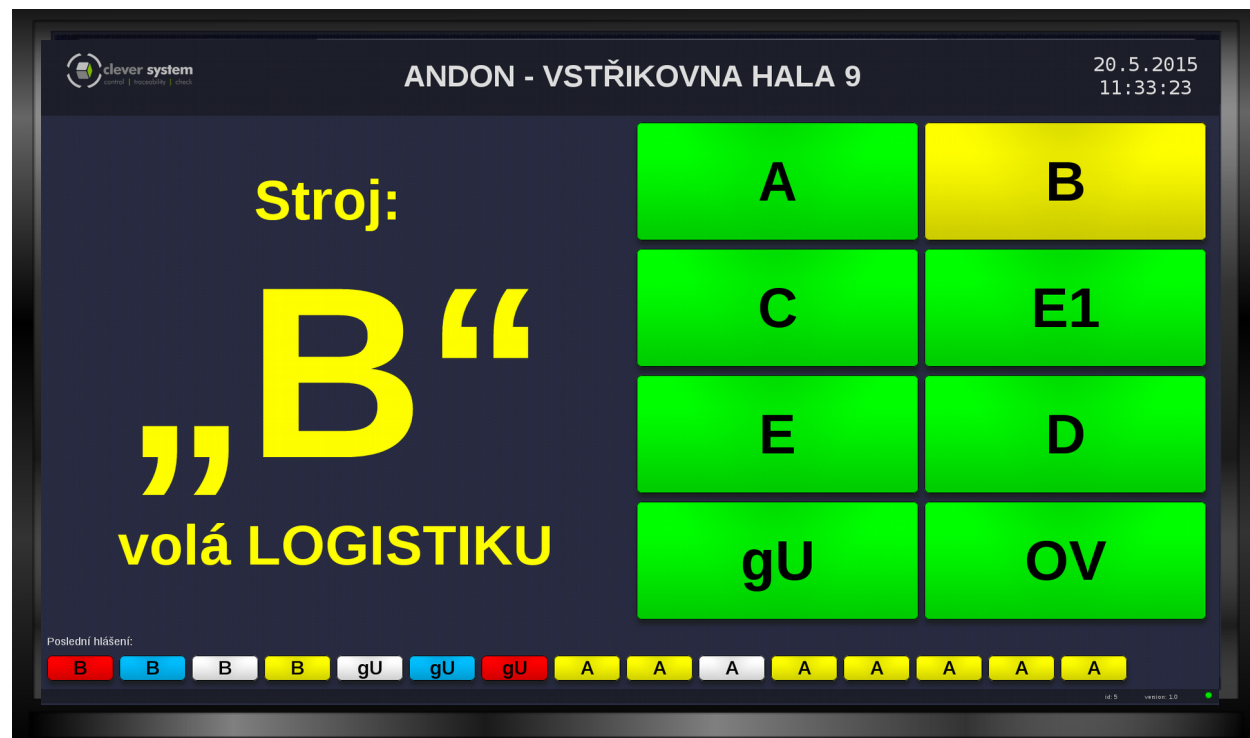 clever system
control | traceability | check
ANDON - VSTŘIKOVNA HALA 9
20.5.2015
11:33:23
Stroj:
„B“
volá LOGISTIKU
A B
C E1
E D
gU OV
Poslední hlášení:
B B B B gU gU gU A A A A A A A A
id: 5 version: 1.0